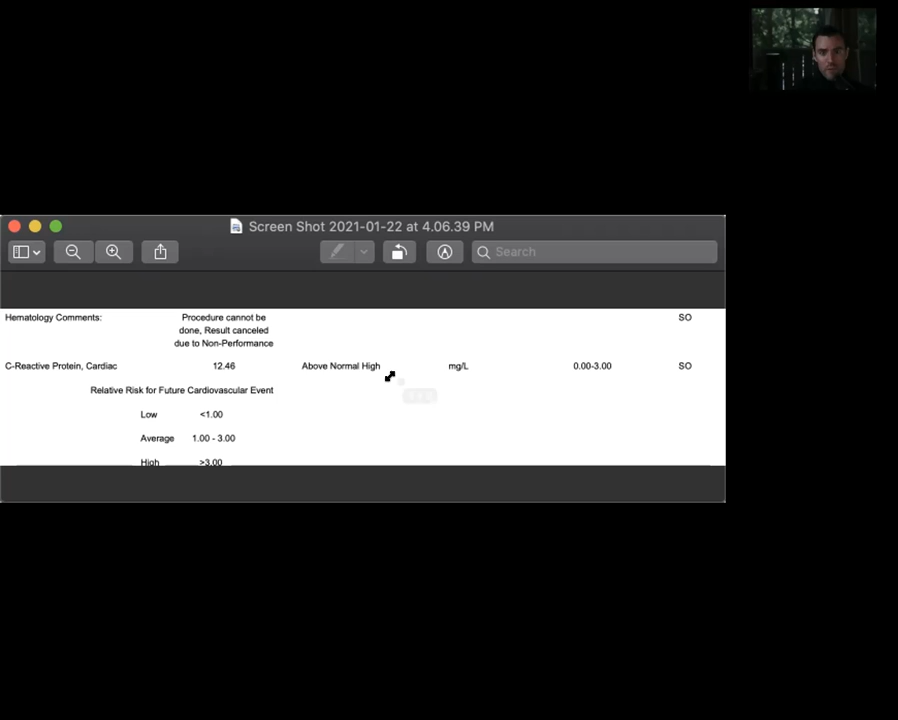 Screen Shot 2021-01-22 at 4.06.39 PM
Search
Hematology Comments: Procedure cannot be SO
done, Result canceled
due to Non-Performance
C-Reactive Protein, Cardiac 12.46 Above Normal High mg/L 0.00-3.00 SO
Relative Risk for Future Cardiovascular Event
Low <1.00
Average 1.00 - 3.00
High >3.00